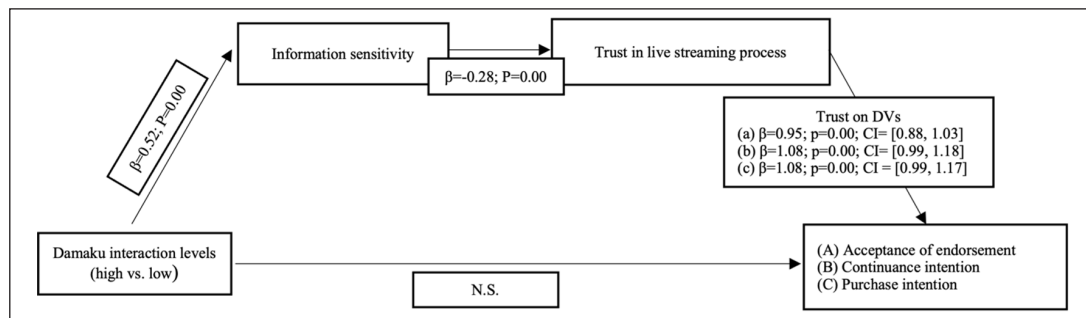 Information sensitivity
Trust in live streaming process
β=-0.28; P=0.00
β=0.52; P=0.00
Trust on DVs
(a) β=0.95; p=0.00; CI= [0.88, 1.03]
(b) β=1.08; p=0.00; CI= [0.99, 1.18]
(c) β=1.08; p=0.00; CI = [0.99, 1.17]
Damaku interaction levels
(high vs. low)
N.S.
(A) Acceptance of endorsement
(B) Continuance intention
(C) Purchase intention